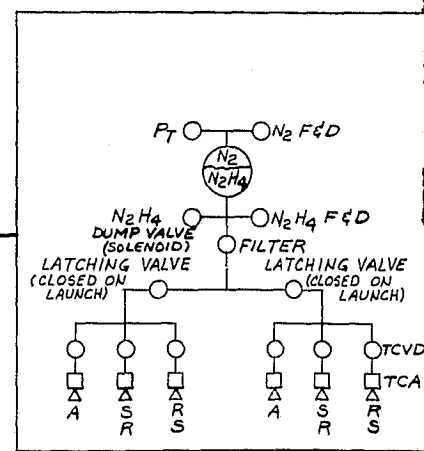 PT N2 F&D
N2
N2H4
N2H4 N2H4 F&D
DUMP VALVE
(SOLENOID) FILTER
LATCHING VALVE LATCHING VALVE
(CLOSED ON (CLOSED ON
LAUNCH) LAUNCH)
TCVD
TCA
A S R A S R
R S R S